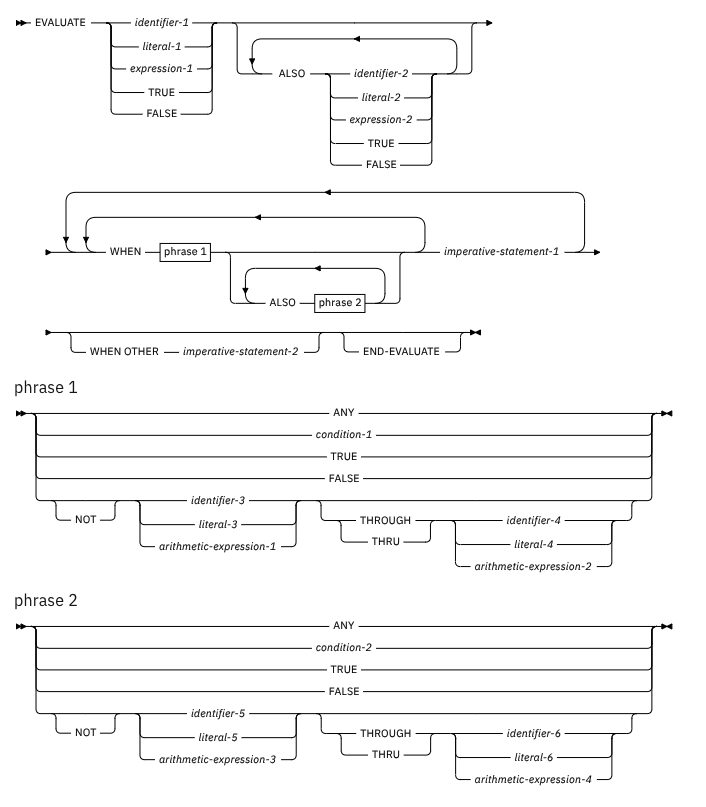 EVALUATE identifier-1
literal-1
expression-1
TRUE
FALSE
ALSO identifier-2
literal-2
expression-2
TRUE
FALSE
WHEN phrase 1 imperative-statement-1
ALSO phrase 2
WHEN OTHER imperative-statement-2 END-EVALUATE
phrase 1
ANY
condition-1
TRUE
FALSE
identifier-3
NOT literal-3 THROUGH identifier-4
arithmetic-expression-1 THRU literal-4
arithmetic-expression-2
phrase 2
ANY
condition-2
TRUE
FALSE
identifier-5
NOT literal-5 THROUGH identifier-6
arithmetic-expression-3 THRU literal-6
arithmetic-expression-4